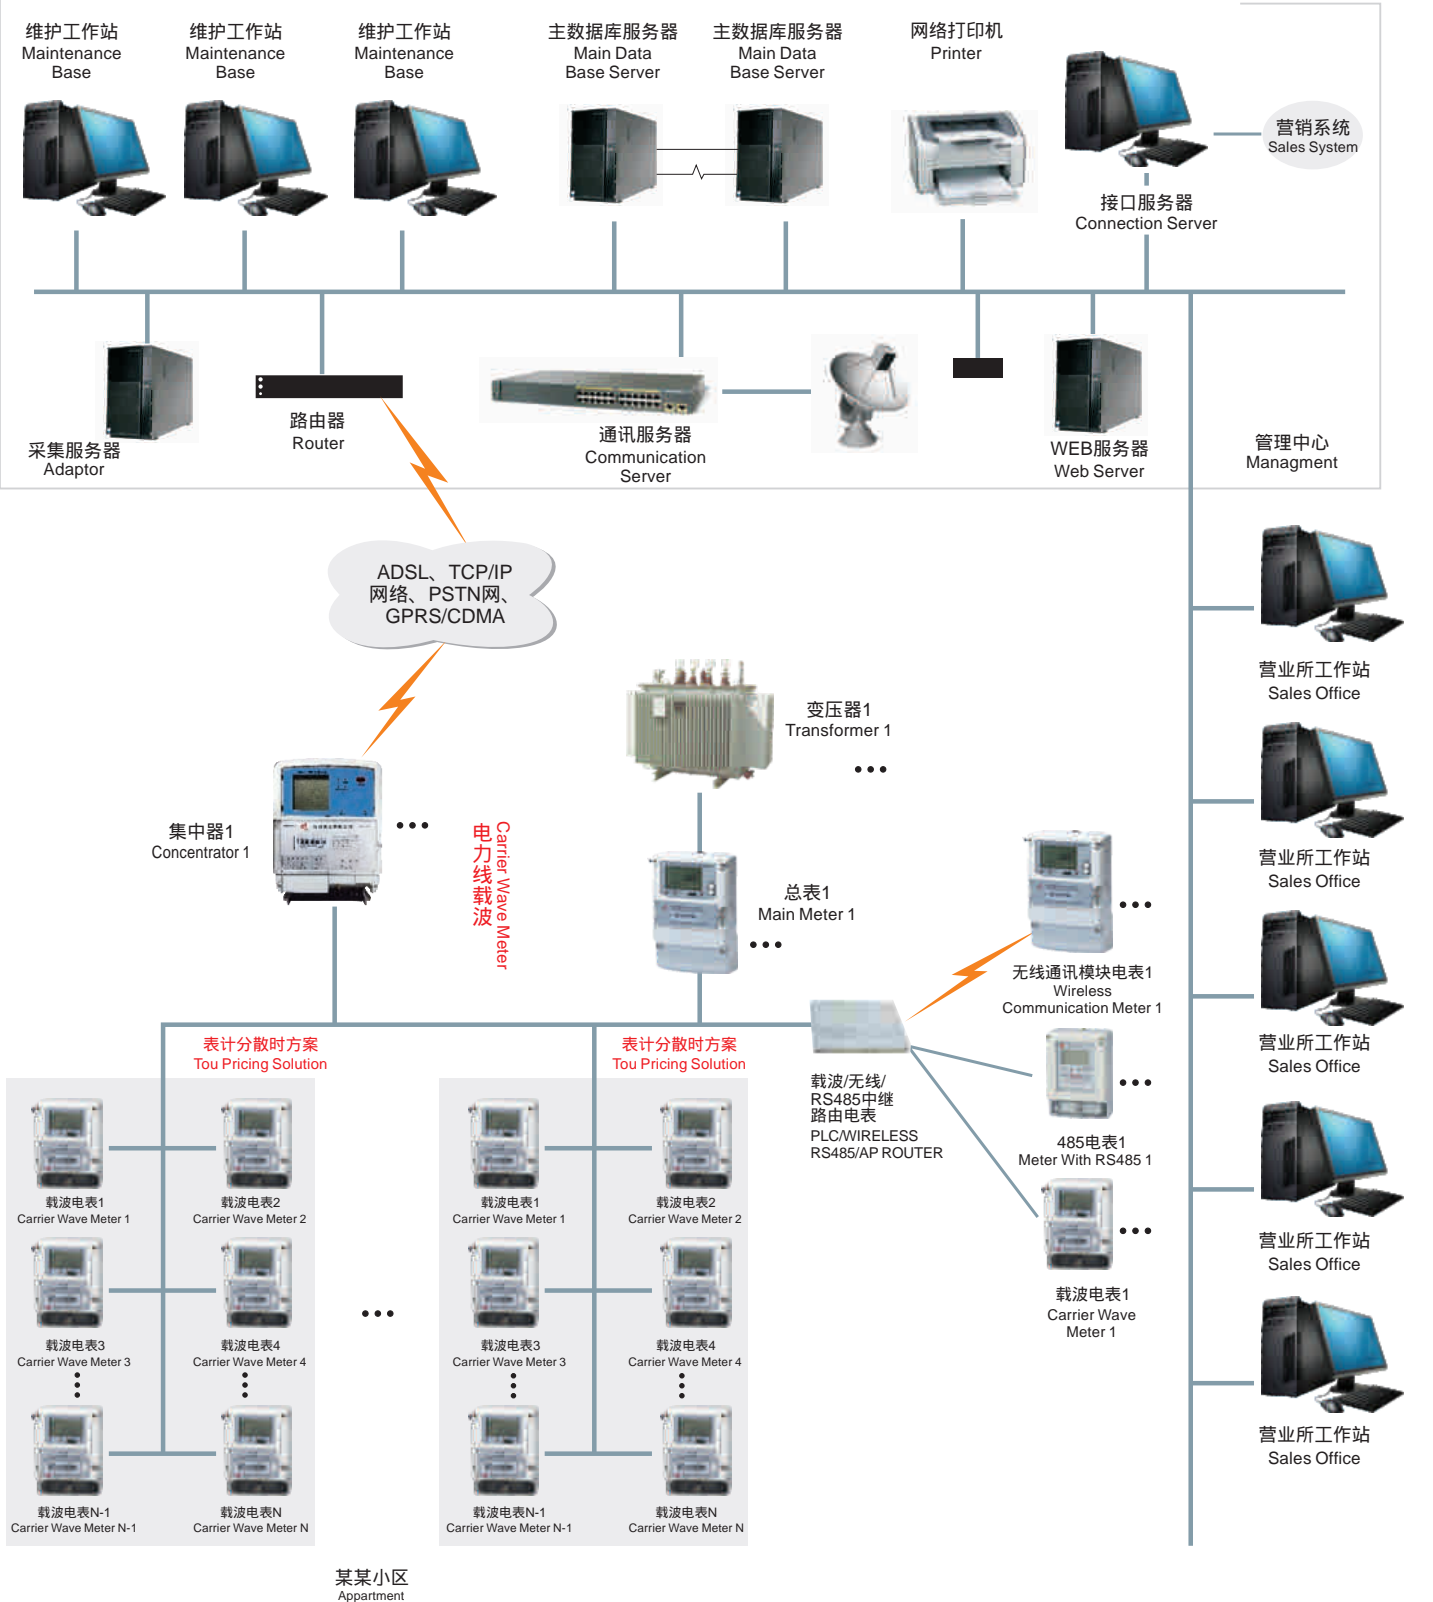 维护工作站
Maintenance
Base
维护工作站
Maintenance
Base
维护工作站
Maintenance
Base
主数据库服务器
Main Data
Base Server
主数据库服务器
Main Data
Base Server
网络打印机
Printer
营销系统
Sales System
接口服务器
Connection Server
采集服务器
Adaptor
路由器
Router
通讯服务器
Communication
Server
WEB服务器
Web Server
管理中心
Managment
ADSL、TCP/IP
网络、PSTN网、
GPRS/CDMA
营业所工作站
Sales Office
变压器1
Transformer 1
集中器1
Concentrator 1
电力线载波
Carrier Wave Meter
总表1
Main Meter 1
营业所工作站
Sales Office
无线通讯模块电表1
Wireless
Communication Meter 1
营业所工作站
Sales Office
表计分散时方案
Tou Pricing Solution
表计分散时方案
Tou Pricing Solution
载波/无线/
RS485中继
路由电表
PLC/WIRELESS
RS485/AP ROUTER
485电表1
Meter With RS485 1
载波电表1
Carrier Wave Meter 1
载波电表2
Carrier Wave Meter 2
载波电表1
Carrier Wave Meter 1
载波电表2
Carrier Wave Meter 2
营业所工作站
Sales Office
载波电表1
Carrier Wave
Meter 1
载波电表3
Carrier Wave Meter 3
载波电表4
Carrier Wave Meter 4
载波电表3
Carrier Wave Meter 3
载波电表4
Carrier Wave Meter 4
营业所工作站
Sales Office
载波电表N-1
Carrier Wave Meter N-1
载波电表N
Carrier Wave Meter N
载波电表N-1
Carrier Wave Meter N-1
载波电表N
Carrier Wave Meter N
某某小区
Appartment